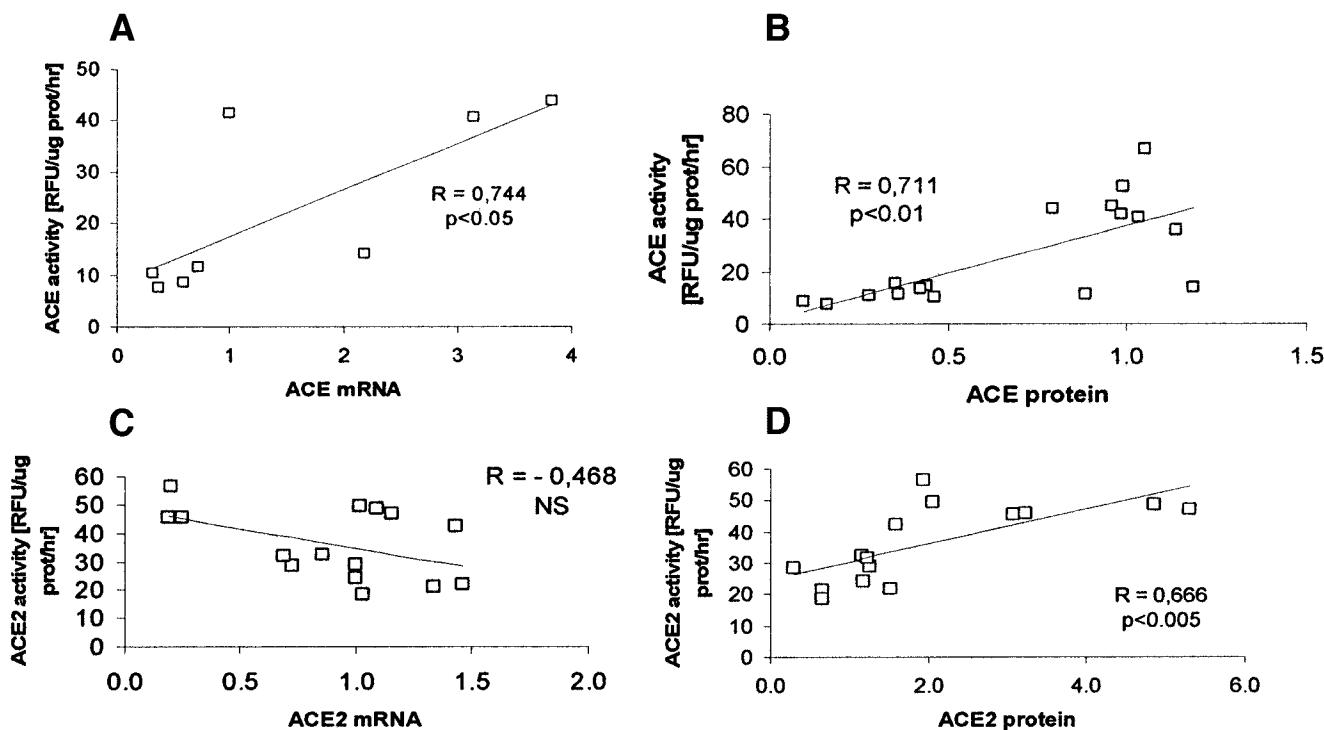 A
ACE activity [RFU/ug prot/hr]
50
40
30
20
10
0
R = 0,744
p<0.05
0 1 2 3 4
ACE mRNA
B
ACE activity
[RFU/ug prot/hr]
80
60
40
20
0
R = 0,711
p<0.01
0.0 0.5 1.0 1.5
ACE protein
C
ACE2 activity [RFU/ug
prot/hr]
60
50
40
30
20
10
0
R = - 0,468
NS
0.0 0.5 1.0 1.5 2.0
ACE2 mRNA
D
ACE2 activity [RFU/ug
prot/hr]
60
50
40
30
20
10
0
R = 0,666
p<0.005
0.0 2.0 4.0 6.0
ACE2 protein